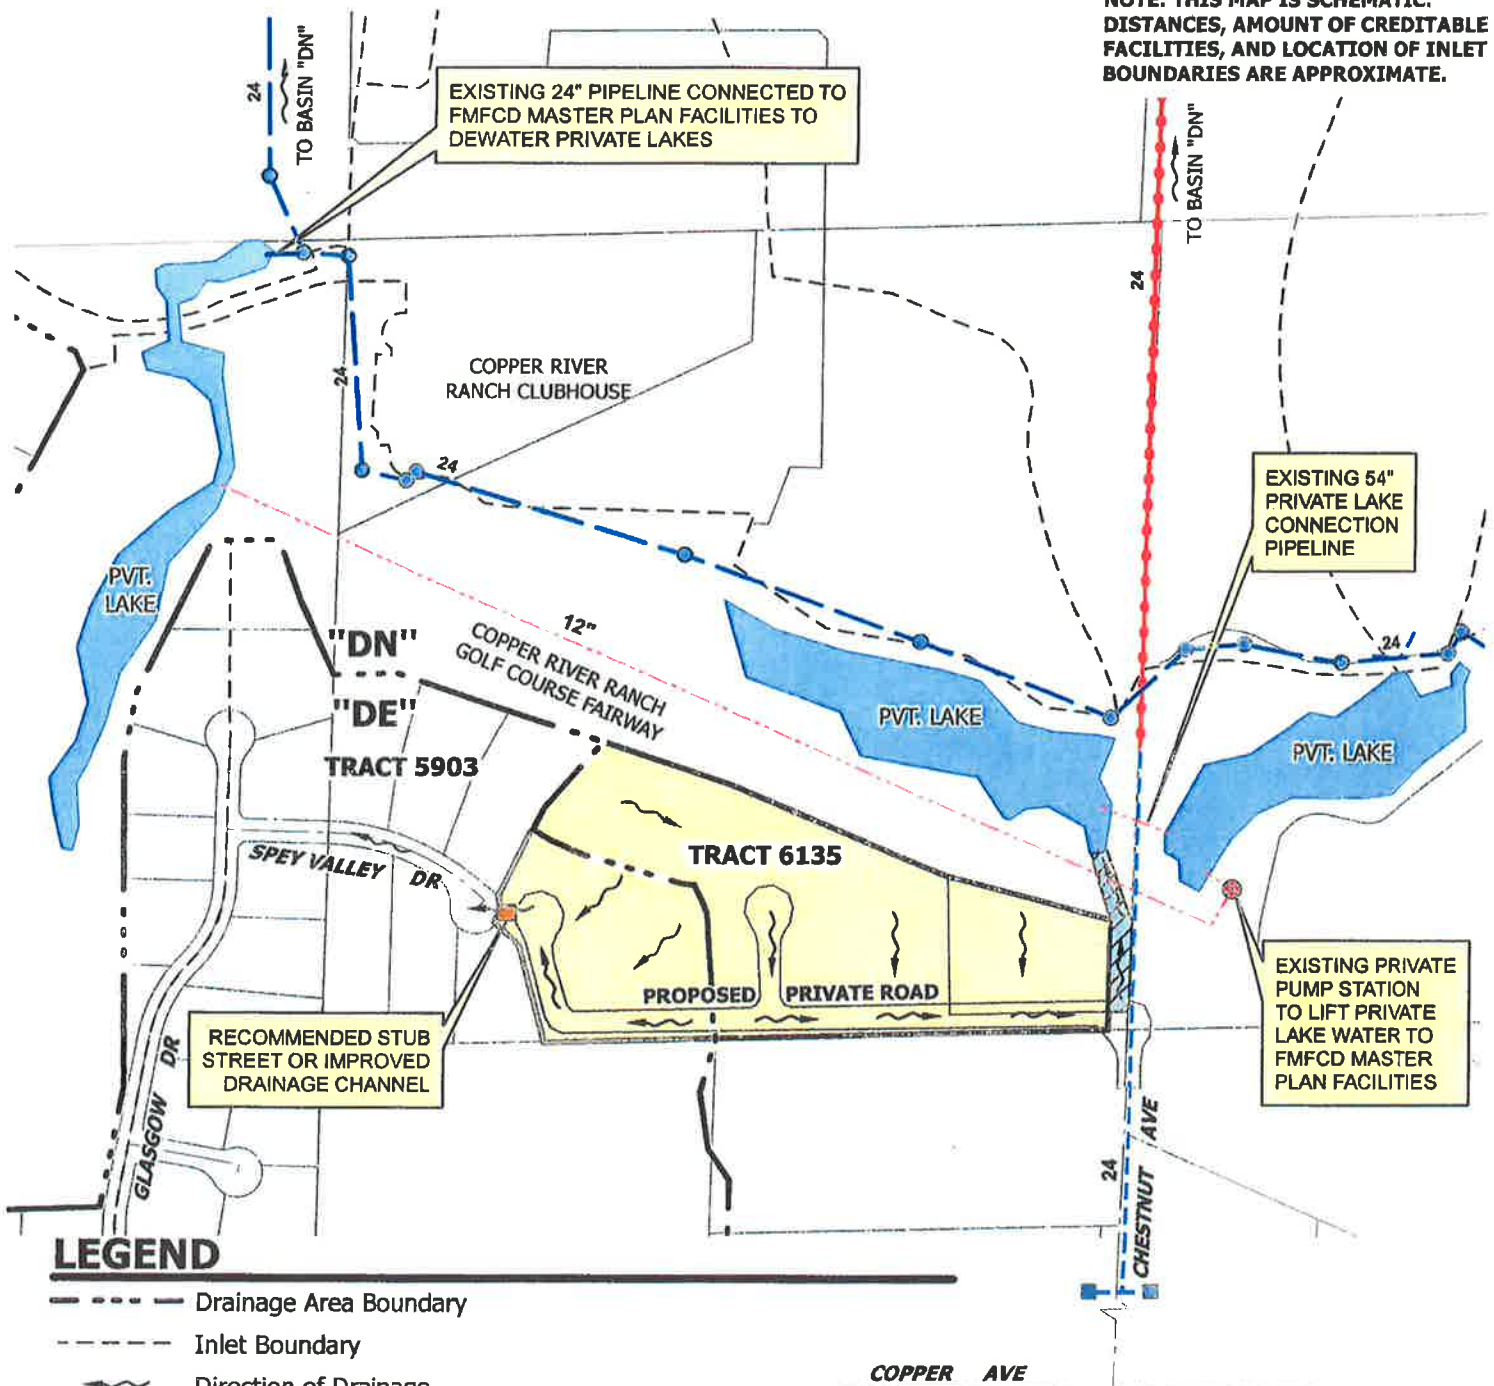 NOTE: THIS MAP IS SCHEMATIC.
DISTANCES, AMOUNT OF CREDITABLE
FACILITIES, AND LOCATION OF INLET
BOUNDARIES ARE APPROXIMATE.
24
TO BASIN "DN"
EXISTING 24" PIPELINE CONNECTED TO
FMFCD MASTER PLAN FACILITIES TO
DEWATER PRIVATE LAKES
TO BASIN "DN"
24
24
COPPER RIVER
RANCH CLUBHOUSE
24
EXISTING 54"
PRIVATE LAKE
CONNECTION
PIPELINE
PVT.
LAKE
12"
COPPER RIVER RANCH
GOLF COURSE FAIRWAY
"DN"
"DE"
24
PVT. LAKE
PVT. LAKE
TRACT 5903
TRACT 6135
SPEY VALLEY DR
PROPOSED PRIVATE ROAD
EXISTING PRIVATE
PUMP STATION
TO LIFT PRIVATE
LAKE WATER TO
FMFCD MASTER
PLAN FACILITIES
RECOMMENDED STUB
STREET OR IMPROVED
DRAINAGE CHANNEL
GLASGOW DR
24
CHESTNUT AVE
LEGEND
Drainage Area Boundary
Inlet Boundary
Direction of Drainage
COPPER AVE